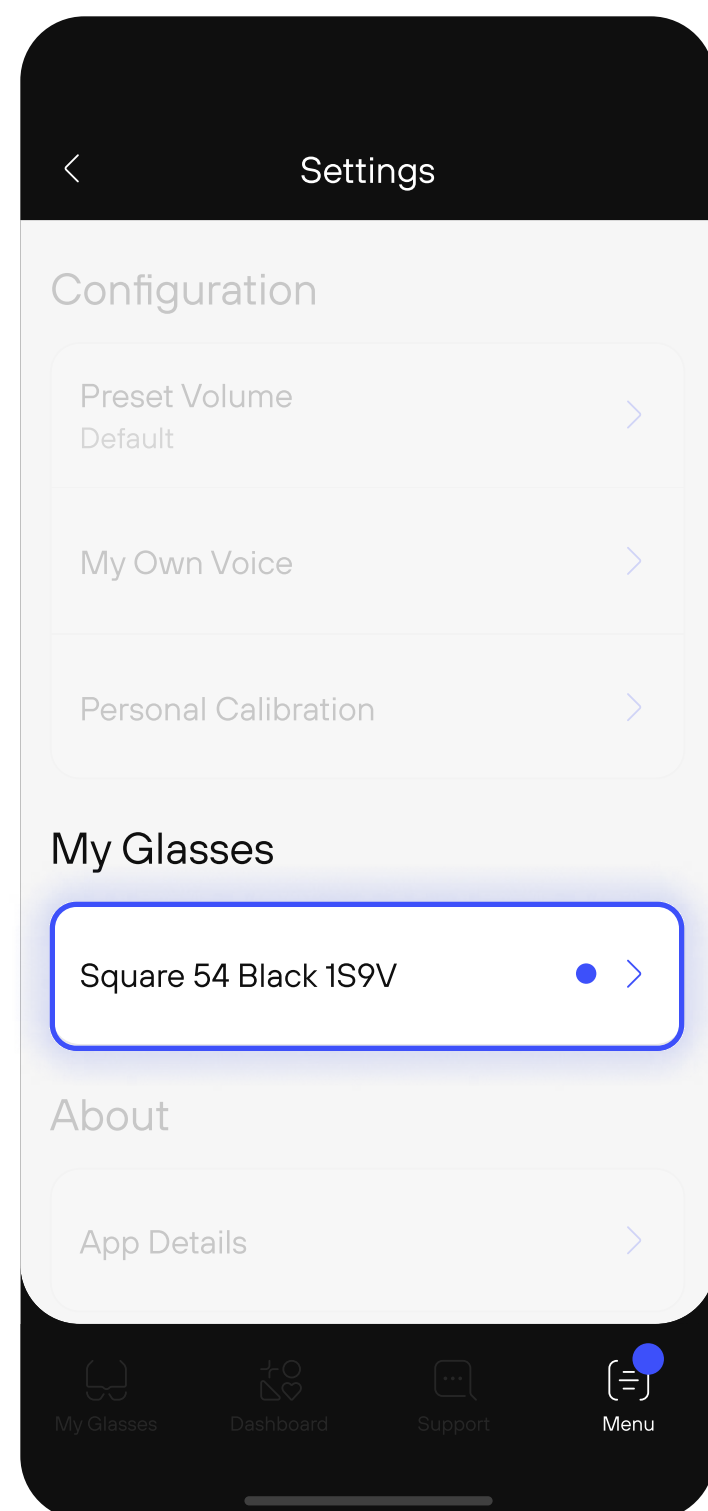 Settings
Configuration
Preset Volume
Default
My Own Voice
Personal Calibration
My Glasses
Square 54 Black 1S9V
About
App Details
My Glasses
Dashboard
Support
Menu